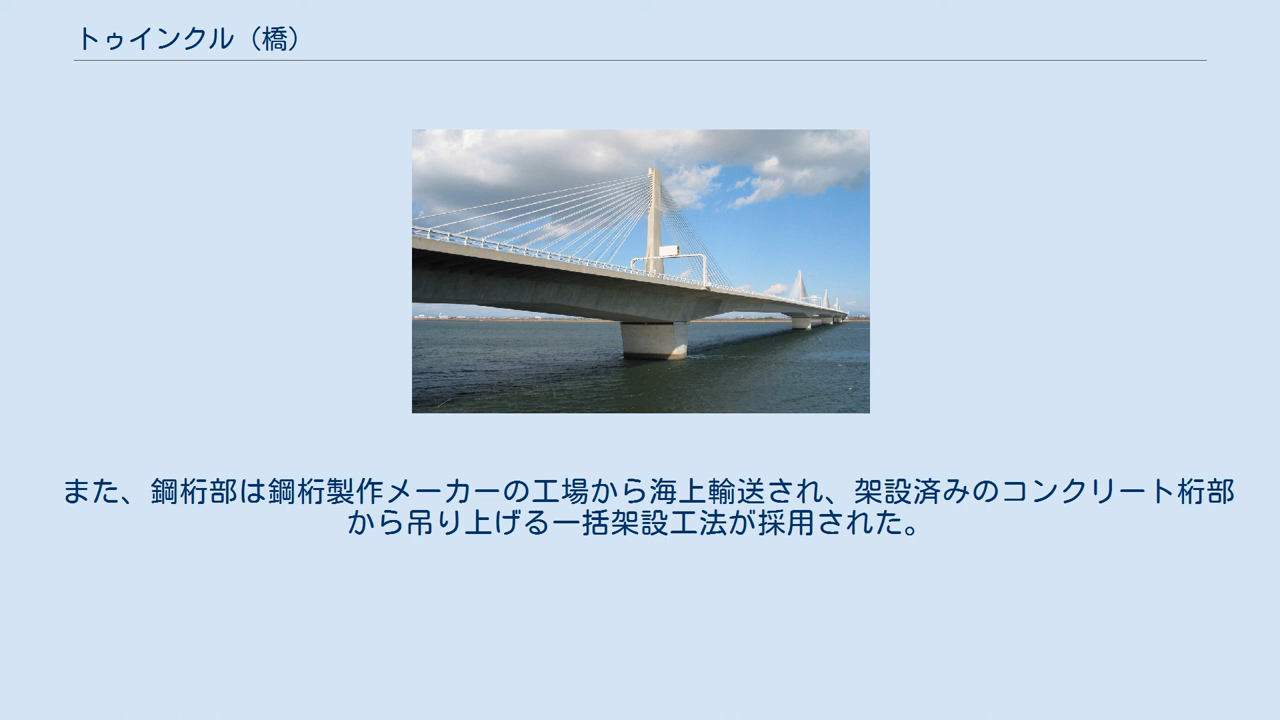 トゥインクル（橋）
また、鋼桁部は鋼桁製作メーカーの工場から海上輸送され、架設済みのコンクリート桁部
から吊り上げる一括架設工法が採用された。